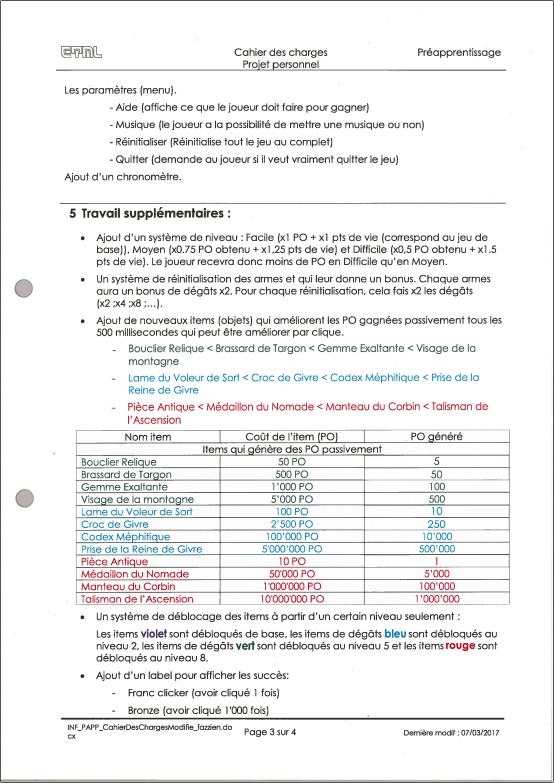 ETML Cahier des charges Préapprentissage
Projet personnel
Les paramètres (menu).
- Aide (affiche ce que le joueur doit faire pour gagner)
- Musique (le joueur a la possibilité de mettre une musique ou non)
- Réinitialiser (Réinitialise tout le jeu au complet)
- Quitter (demande au joueur si il veut vraiment quitter le jeu)
Ajout d'un chronomètre.
5 Travail supplémentaires :
• Ajout d'un système de niveau : Facile (x1 PO + x1 pts de vie (correspond au jeu de
base)), Moyen (x0.75 PO obtenu + x1,25 pts de vie) et Difficile (x0,5 PO obtenu + x1.5
pts de vie). Le joueur recevra donc moins de PO en Difficile qu'en Moyen.
• Un système de réinitialisation des armes et qui leur donne un bonus. Chaque armes
aura un bonus de dégâts x2. Pour chaque réinitialisation, cela fais x2 les dégâts
(x2 ;x4 ;x8 ;...).
• Ajout de nouveaux items (objets) qui améliorent les PO gagnées passivement tous les
500 millisecondes qui peut être améliorer par clique.
- Bouclier Relique < Brassard de Targon < Gemme Exaltante < Visage de la
montagne
- Lame du Voleur de Sort < Croc de Givre < Codex Méphitique < Prise de la
Reine de Givre
- Pièce Antique < Médaillon du Nomade < Manteau du Corbin < Talisman de
l'Ascension
Nom item Coût de l'item (PO) PO généré
Items qui génère des PO passivement
Bouclier Relique 50 PO 5
Brassard de Targon 500 PO 50
Gemme Exaltante 1'000 PO 100
Visage de la montagne 5'000 PO 500
Lame du Voleur de Sort 100 PO 10
Croc de Givre 2'500 PO 250
Codex Méphitique 100'000 PO 10'000
Prise de la Reine de Givre 5'000'000 PO 500'000
Pièce Antique 10 PO 1
Médaillon du Nomade 50'000 PO 5'000
Manteau du Corbin 1'000'000 PO 100'000
Talisman de l'Ascension 10'000'000 PO 1'000'000
• Un système de déblocage des items à partir d'un certain niveau seulement :
Les items violet sont débloqués de base, les items de dégâts bleu sont débloqués au
niveau 2, les items de dégâts vert sont débloqués au niveau 5 et les items rouge sont
débloqués au niveau 8.
• Ajout d'un label pour afficher les succès:
- Franc clicker (avoir cliqué 1 fois)
- Bronze (avoir cliqué 1'000 fois)
INF_PAPP_CahierDesChargesModifie_fazzien.do
cx
Page 3 sur 4
Dernière modif : 07/03/2017